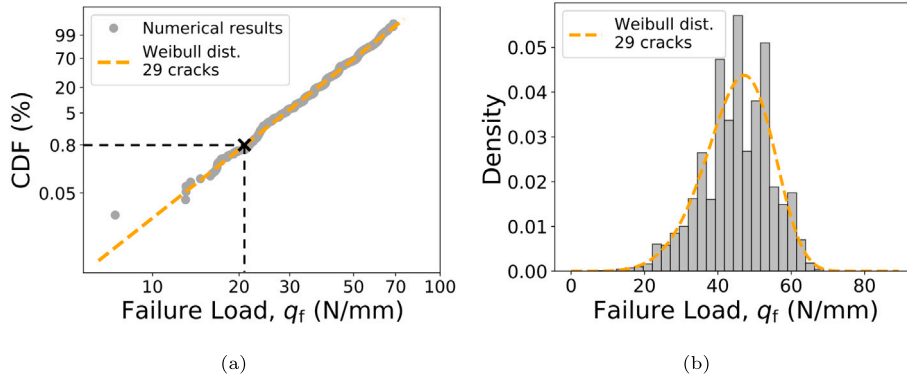 CDF (%)
99
70
20
5
0.8
0.05
Numerical results
Weibull dist.
29 cracks
10
21
30
50
70
100
Failure Load, qf (N/mm)
(a)
Density
0.05
0.04
0.03
0.02
0.01
0.00
Weibull dist.
29 cracks
0
20
40
60
80
Failure Load, qf (N/mm)
(b)